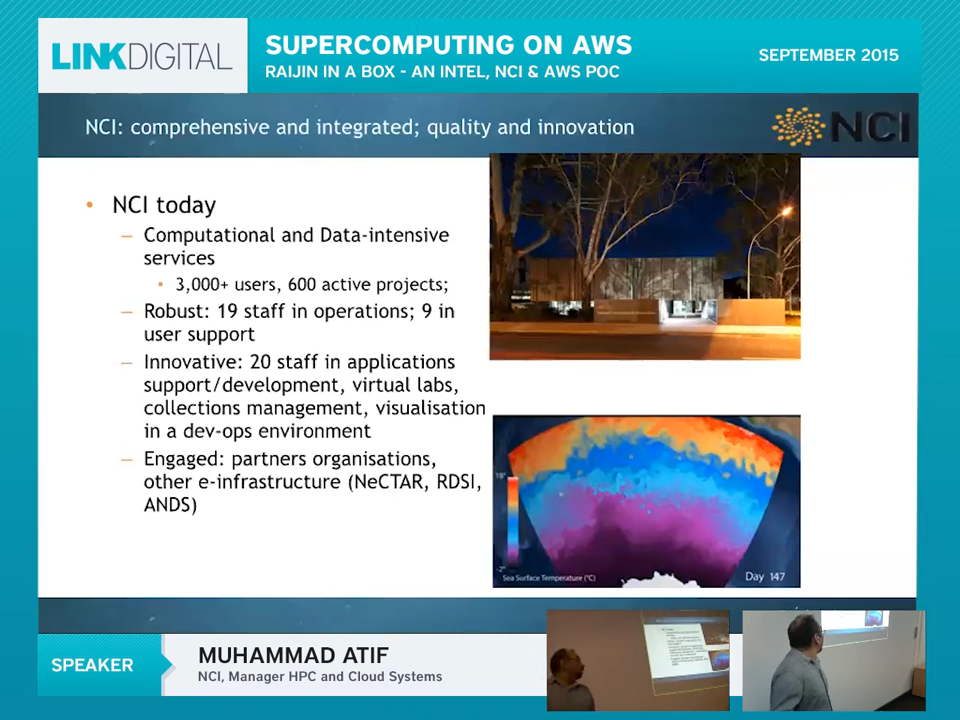 LINKDIGITAL
SUPERCOMPUTING ON AWS
RAIJIN IN A BOX - AN INTEL, NCI & AWS POC
SEPTEMBER 2015
NCI: comprehensive and integrated; quality and innovation
NCI
• NCI today
– Computational and Data-intensive
services
• 3,000+ users, 600 active projects;
– Robust: 19 staff in operations; 9 in
user support
– Innovative: 20 staff in applications
support/development, virtual labs,
collections management, visualisation
in a dev-ops environment
– Engaged: partners organisations,
other e-infrastructure (NeCTAR, RDSI,
ANDS)
Sea Surface Temperature (°C)
Day 147
SPEAKER
MUHAMMAD ATIF
NCI, Manager HPC and Cloud Systems